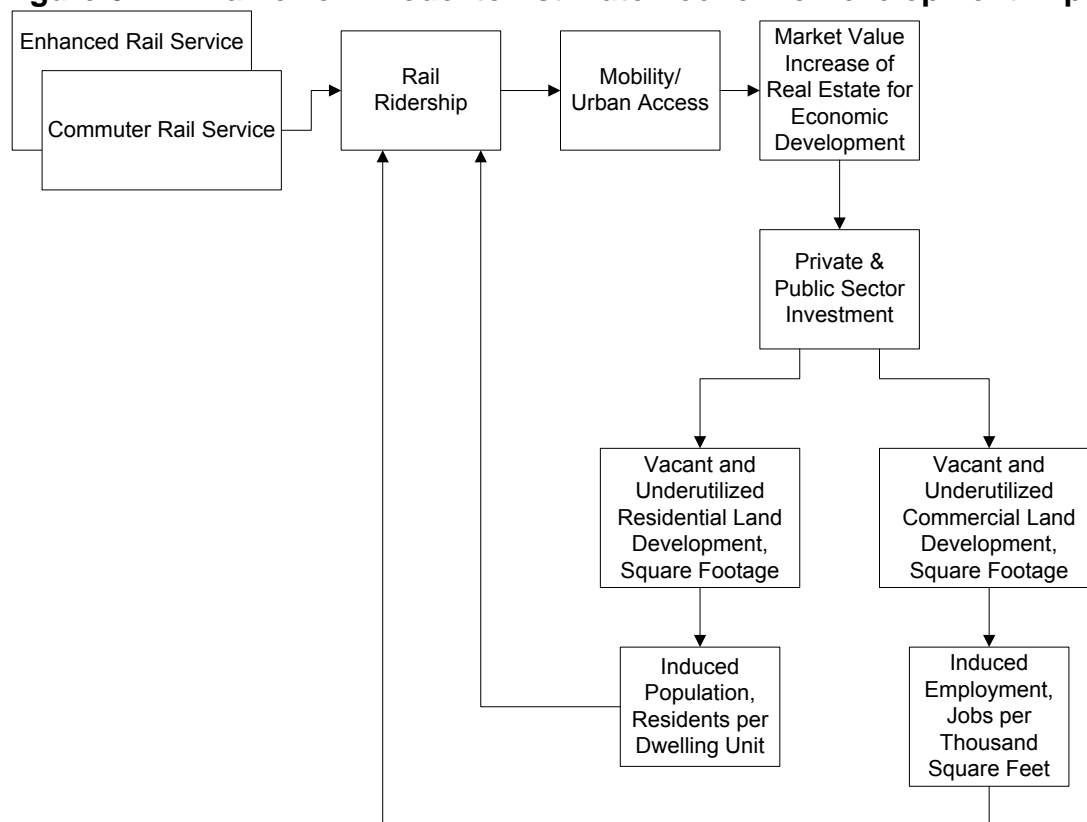 Enhanced Rail Service
Commuter Rail Service
Rail
Ridership
Mobility/
Urban Access
Market Value
Increase of
Real Estate for
Economic
Development
Private &
Public Sector
Investment
Vacant and
Underutilized
Residential Land
Development,
Square Footage
Vacant and
Underutilized
Commercial Land
Development,
Square Footage
Induced
Population,
Residents per
Dwelling Unit
Induced
Employment,
Jobs per
Thousand
Square Feet